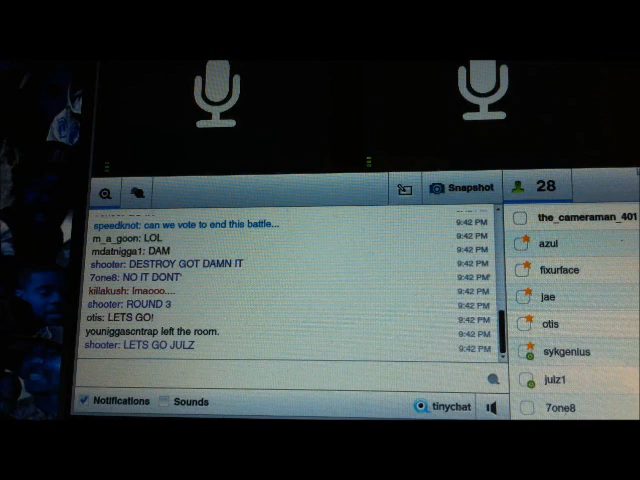 Snapshot
28
speedknot: can we vote to end this battle... 9:42 PM
m_a_goon: LOL 9:42 PM
mdatnigga1: DAM 9:42 PM
shooter: DESTROY GOT DAMN IT 9:42 PM
7one8: NO IT DONT' 9:42 PM
killakush: lmaooo.... 9:42 PM
shooter: ROUND 3 9:42 PM
otis: LETS GO! 9:42 PM
youniggascntrap left the room. 9:42 PM
shooter: LETS GO JULZ 9:42 PM
Notifications
Sounds
tinychat
the_cameraman_401
azul
fixurface
jae
otis
sykgenius
julz1
7one8